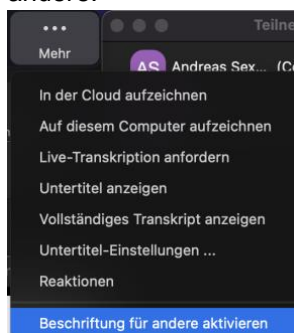 Mehr
Teilne
AS Andreas Sex... (Co
In der Cloud aufzeichnen
Auf diesem Computer aufzeichnen
Live-Transkription anfordern
Untertitel anzeigen
Vollständiges Transkript anzeigen
Untertitel-Einstellungen ...
Reaktionen
Beschriftung für andere aktivieren